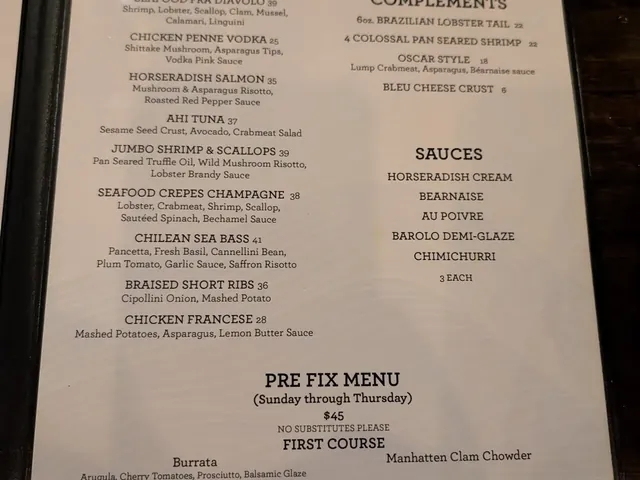 SEAFOOD FRA DIAVOLO 39
Shrimp, Lobster, Scallop, Clam, Mussel,
Calamari, Linguini
CHICKEN PENNE VODKA 25
Shittake Mushroom, Asparagus Tips,
Vodka Pink Sauce
HORSERADISH SALMON 35
Mushroom & Asparagus Risotto,
Roasted Red Pepper Sauce
AHI TUNA 37
Sesame Seed Crust, Avocado, Crabmeat Salad
JUMBO SHRIMP & SCALLOPS 39
Pan Seared Truffle Oil, Wild Mushroom Risotto,
Lobster Brandy Sauce
SEAFOOD CREPES CHAMPAGNE 38
Lobster, Crabmeat, Shrimp, Scallop,
Sautéed Spinach, Bechamel Sauce
CHILEAN SEA BASS 41
Pancetta, Fresh Basil, Cannellini Bean,
Plum Tomato, Garlic Sauce, Saffron Risotto
BRAISED SHORT RIBS 36
Cipollini Onion, Mashed Potato
CHICKEN FRANCESE 28
Mashed Potatoes, Asparagus, Lemon Butter Sauce
COMPLEMENTS
6oz. BRAZILIAN LOBSTER TAIL 22
4 COLOSSAL PAN SEARED SHRIMP 22
OSCAR STYLE 18
Lump Crabmeat, Asparagus, Béarnaise sauce
BLEU CHEESE CRUST 6
SAUCES
HORSERADISH CREAM
BEARNAISE
AU POIVRE
BAROLO DEMI-GLAZE
CHIMICHURRI
3 EACH
PRE FIX MENU
(Sunday through Thursday)
$45
NO SUBSTITUTES PLEASE
FIRST COURSE
Burrata
Arugula, Cherry Tomatoes, Prosciutto, Balsamic Glaze
Manhatten Clam Chowder